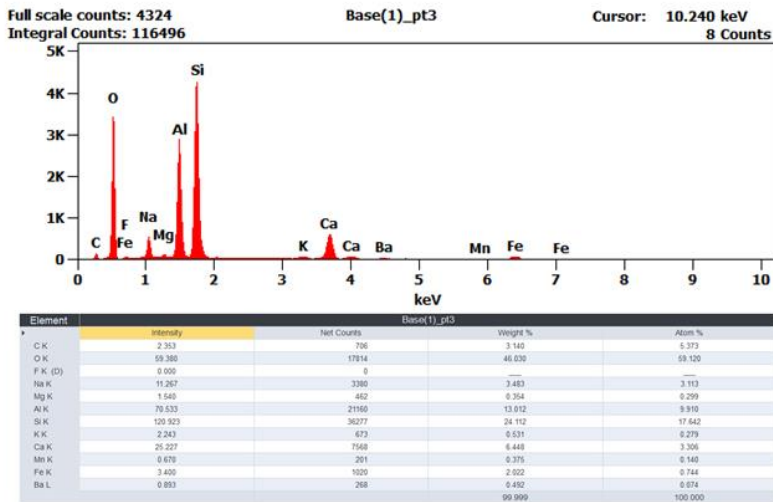 Full scale counts: 4324 Base(1)_pt3 Cursor: 10.240 keV
Integral Counts: 116496 8 Counts
5K
Si
4K
O
3K
Al
2K
1K
F Na Ca
C Fe Mg K Ca Ba Mn Fe Fe
0
0 1 2 3 4 5 6 7 8 9 10
keV
Element Base(1)_pt3
Intensity Net Counts Weight % Atom %
C K 2.353 706 3.140 5.373
O K 59.380 17814 46.030 59.120
F K (D) 0.000 0 ___ ___
Na K 11.267 3380 3.483 3.113
Mg K 1.540 462 0.354 0.299
Al K 70.533 21160 13.012 9.910
Si K 120.923 36277 24.112 17.642
K K 2.243 673 0.531 0.279
Ca K 25.227 7568 6.448 3.306
Mn K 0.670 201 0.375 0.140
Fe K 3.400 1020 2.022 0.744
Ba L 0.893 268 0.492 0.074
99.999 100.000